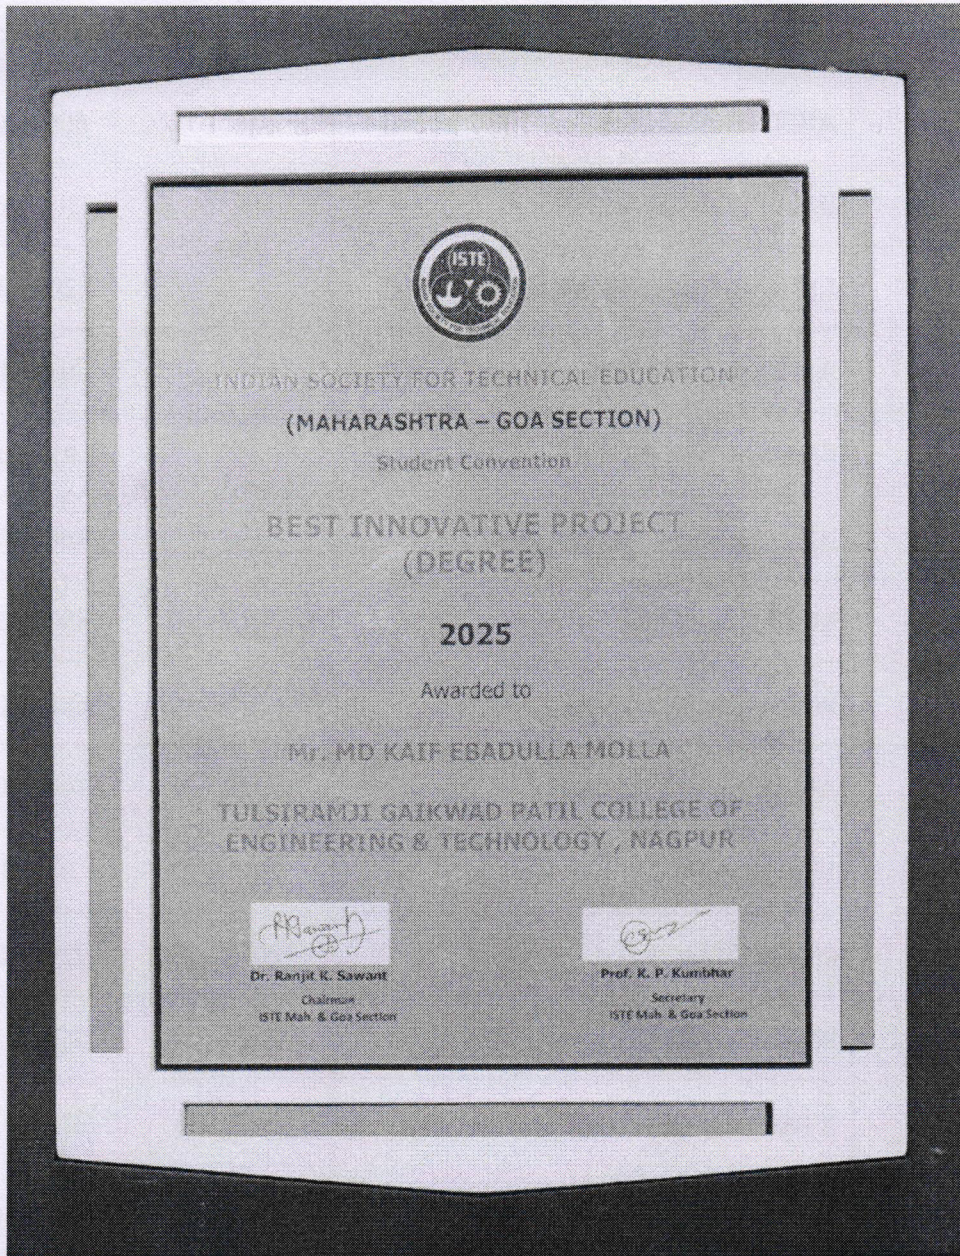 ISTE
INDIAN SOCIETY FOR TECHNICAL EDUCATION
(MAHARASHTRA – GOA SECTION)
Student Convention
BEST INNOVATIVE PROJECT
(DEGREE)
2025
Awarded to
Mr. MD KAIF EBADULLA MOLLA
TULSIRAMJI GAIKWAD PATIL COLLEGE OF
ENGINEERING & TECHNOLOGY , NAGPUR
Dr. Ranjit K. Sawant
Chairman
ISTE Mah. & Goa Section
Prof. K. P. Kumbhar
Secretary
ISTE Mah. & Goa Section